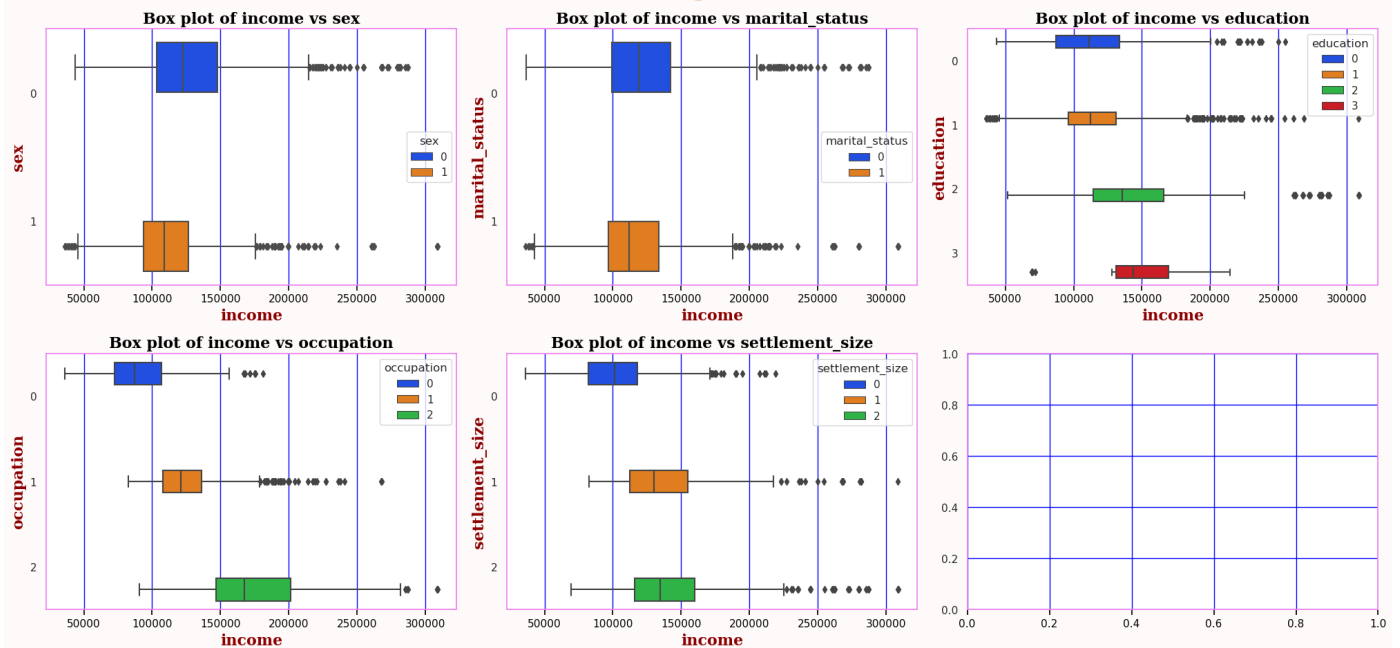 Box plot of income vs sex
sex
0
1
sex
0
1
50000 100000 150000 200000 250000 300000
income
Box plot of income vs marital_status
marital_status
0
1
marital_status
0
1
50000 100000 150000 200000 250000 300000
income
Box plot of income vs education
education
0
1
2
3
education
0
1
2
3
50000 100000 150000 200000 250000 300000
income
Box plot of income vs occupation
occupation
0
1
2
occupation
0
1
2
50000 100000 150000 200000 250000 300000
income
Box plot of income vs settlement_size
settlement_size
0
1
2
settlement_size
0
1
2
50000 100000 150000 200000 250000 300000
income
1.0
0.8
0.6
0.4
0.2
0.0
0.0 0.2 0.4 0.6 0.8 1.0